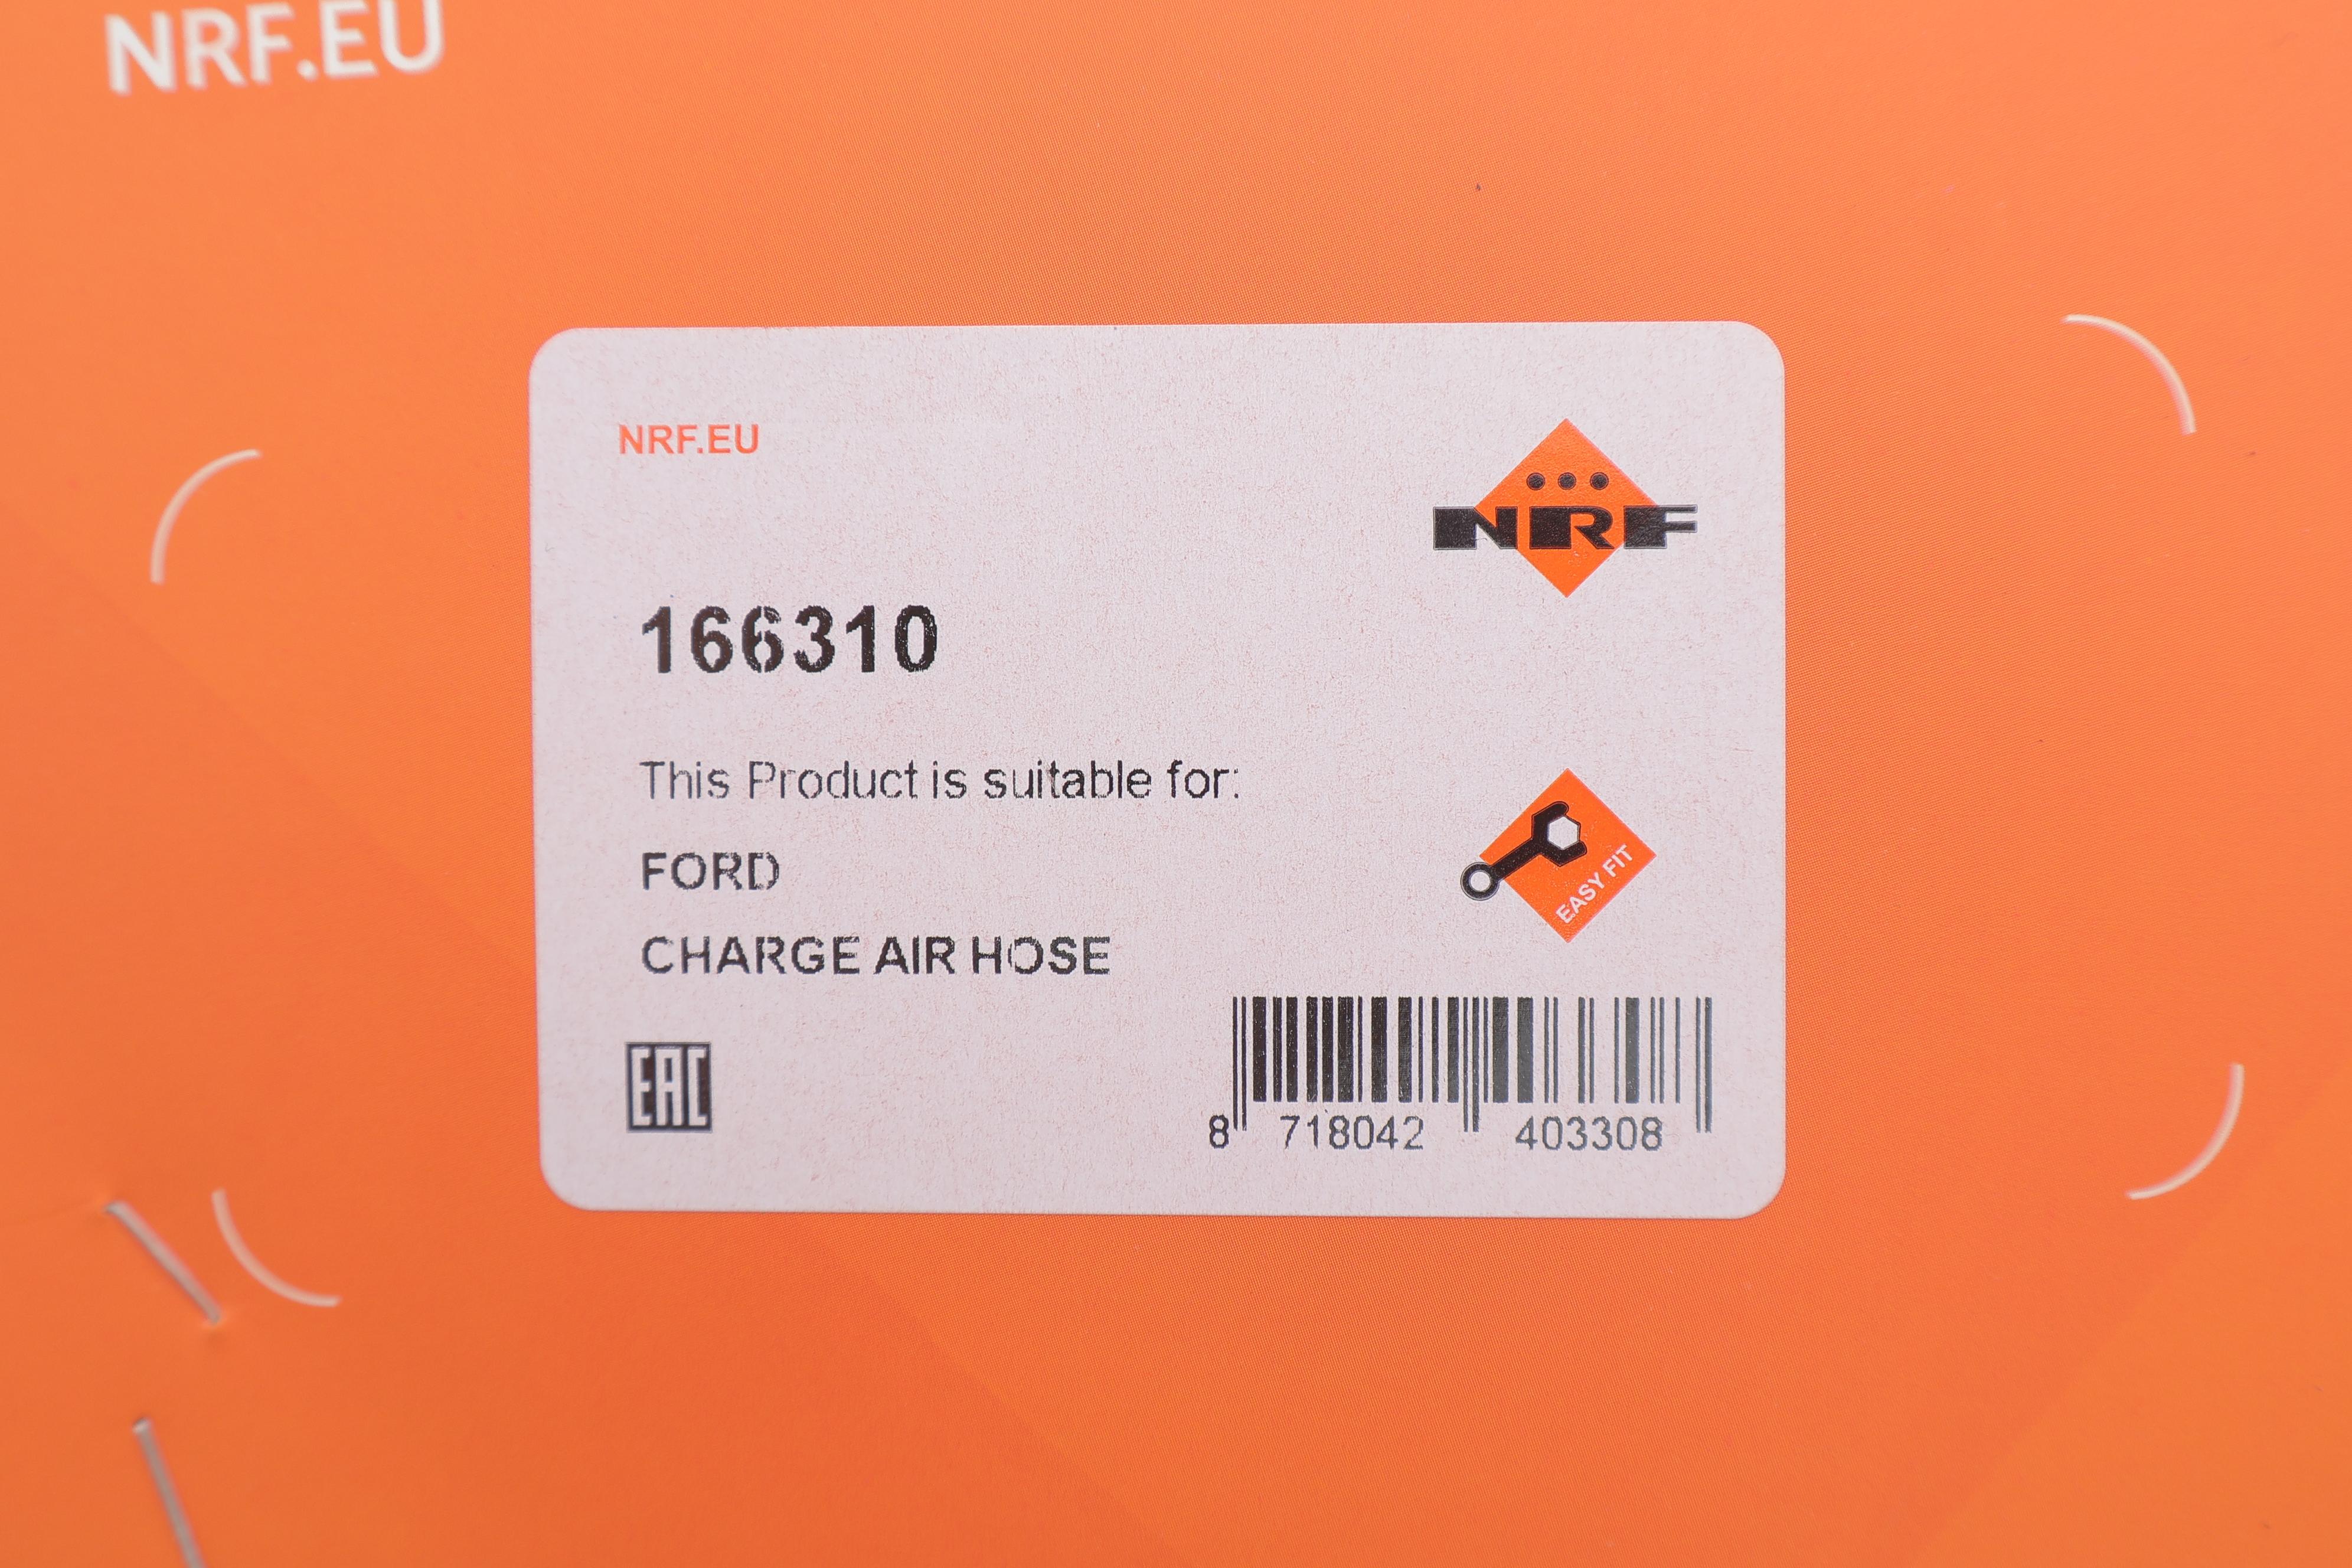 NRF.EU
NRF.EU
NRF
166310
This Product is suitable for:
FORD
EASY FIT
CHARGE AIR HOSE
EAC
8 718042 403308